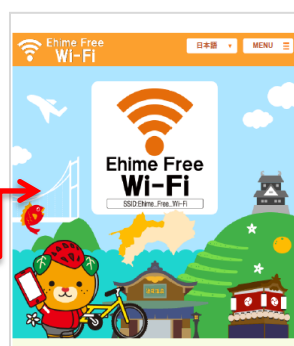 Ehime Free
Wi-Fi
日本語 ▼
MENU ☰
Ehime Free
Wi-Fi
SSID:Ehime_Free_Wi-Fi